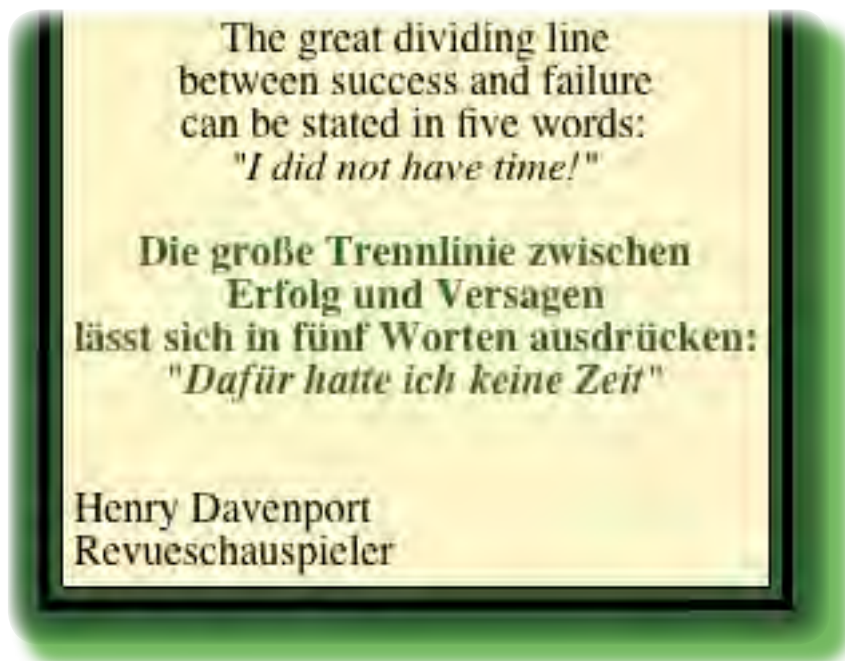 The great dividing line
between success and failure
can be stated in five words:
"I did not have time!"
Die große Trennlinie zwischen
Erfolg und Versagen
lässt sich in fünf Worten ausdrücken:
"Dafür hatte ich keine Zeit"
Henry Davenport
Revueschauspieler